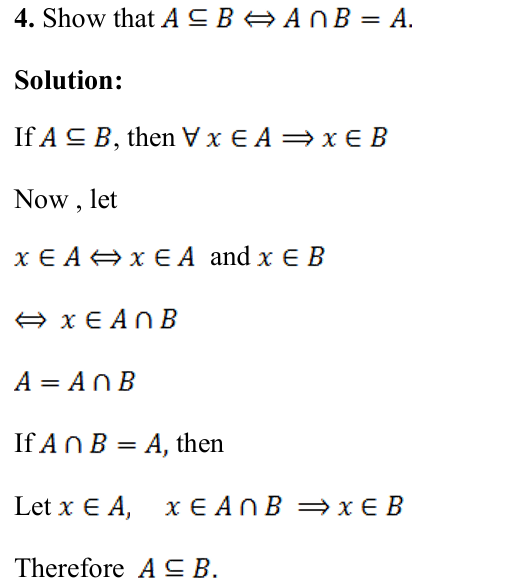 4. Show that A ⊆ B ⇔ A ∩ B = A.
Solution:
If A ⊆ B, then ∀ x ∈ A ⟹ x ∈ B
Now , let
x ∈ A ⇔ x ∈ A and x ∈ B
⇔ x ∈ A ∩ B
A = A ∩ B
If A ∩ B = A, then
Let x ∈ A, x ∈ A ∩ B ⟹ x ∈ B
Therefore A ⊆ B.